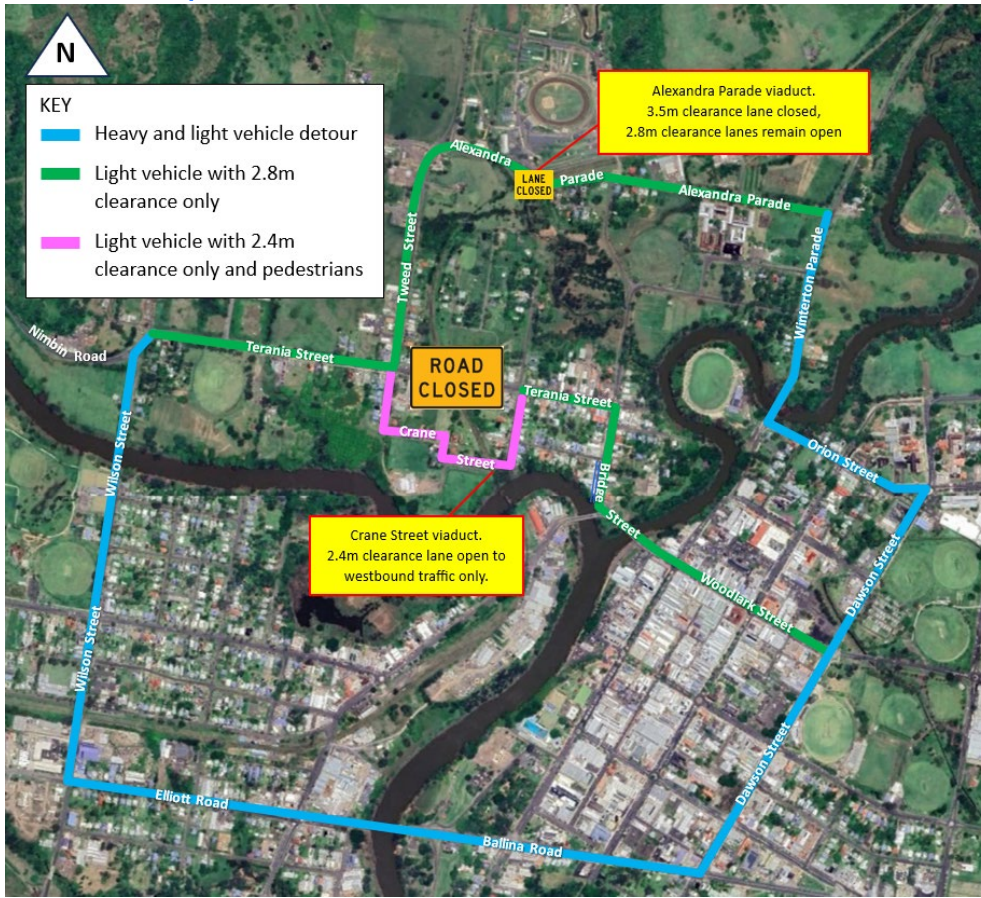 N
KEY
Heavy and light vehicle detour
Light vehicle with 2.8m
clearance only
Light vehicle with 2.4m
clearance only and pedestrians
Alexandra Parade viaduct.
3.5m clearance lane closed,
2.8m clearance lanes remain open
Alexandra
LANE
CLOSED
Parade
Alexandra Parade
Tweed Street
Winterton Parade
Nimbin Road
Terania Street
ROAD
CLOSED
Terania Street
Crane
Street
Bridge
Street
Orion Street
Wilson Street
Crane Street viaduct.
2.4m clearance lane open to
westbound traffic only.
Woodlark Street
Dawson Street
Wilson Street
Dawson Street
Elliott Road
Ballina Road